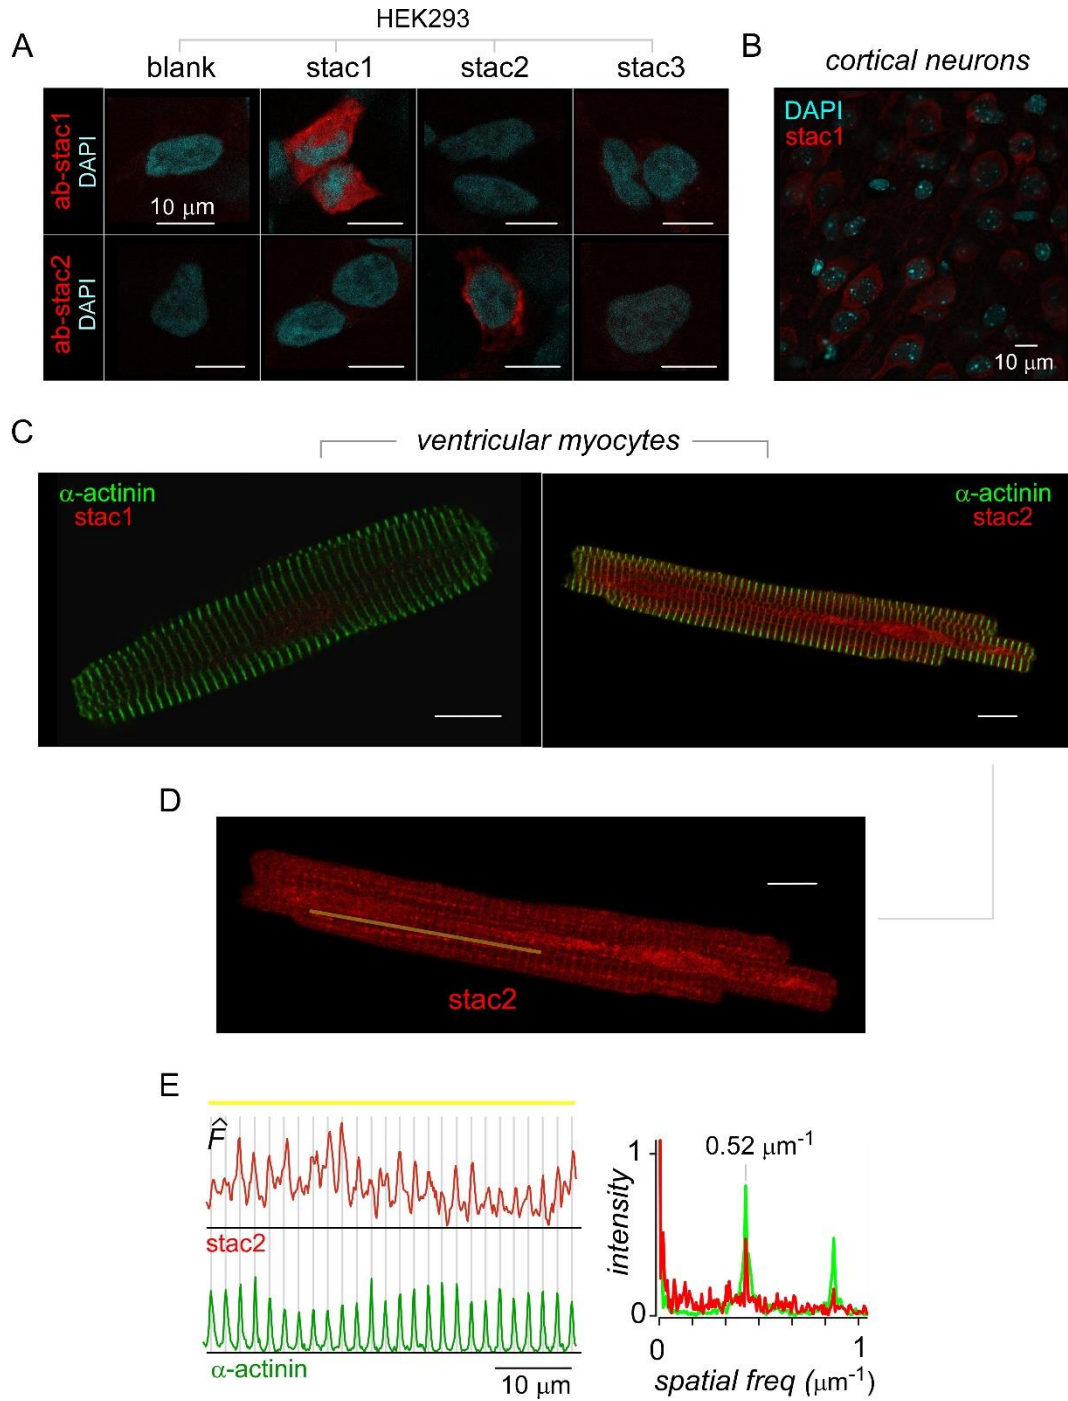 HEK293
A
blank
stac1
stac2
stac3
ab-stac1
DAPI
10 μm
ab-stac2
DAPI
B
cortical neurons
DAPI
stac1
10 μm
C
ventricular myocytes
α-actinin
stac1
α-actinin
stac2
D
stac2
E
F̂
stac2
α-actinin
10 μm
0.52 μm⁻¹
1
intensity
0
0
1
spatial freq (μm⁻¹)